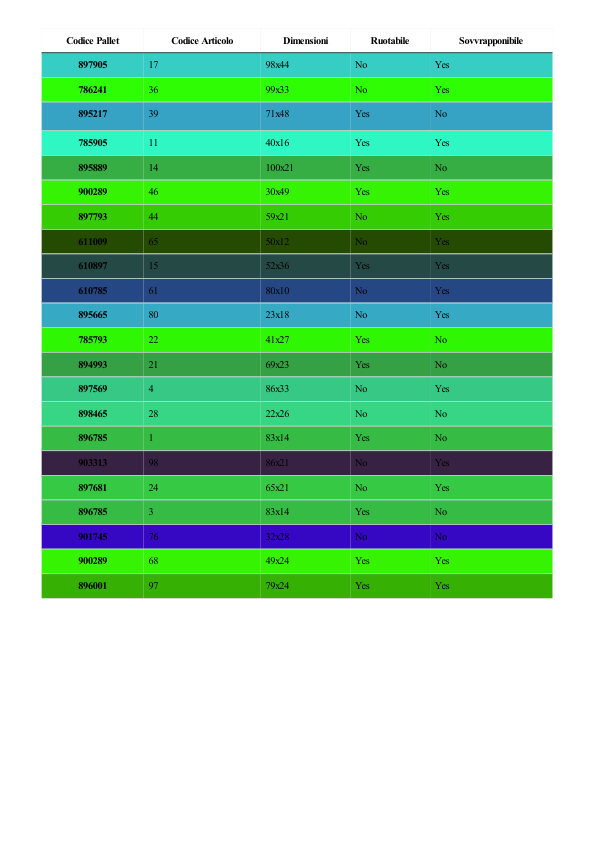 Codice Pallet Codice Articolo Dimensioni Ruotabile Sovvrapponibile
897905 17 98x44 No Yes
786241 36 99x33 No Yes
895217 39 71x48 Yes No
785905 11 40x16 Yes Yes
895889 14 100x21 Yes No
900289 46 30x49 Yes Yes
897793 44 59x21 No Yes
611009 65 50x12 No Yes
610897 15 52x36 Yes Yes
610785 61 80x10 No Yes
895665 80 23x18 No Yes
785793 22 41x27 Yes No
894993 21 69x23 Yes No
897569 4 86x33 No Yes
898465 28 22x26 No No
896785 1 83x14 Yes No
903313 98 86x21 No Yes
897681 24 65x21 No Yes
896785 3 83x14 Yes No
901745 76 32x28 No No
900289 68 49x24 Yes Yes
896001 97 79x24 Yes Yes